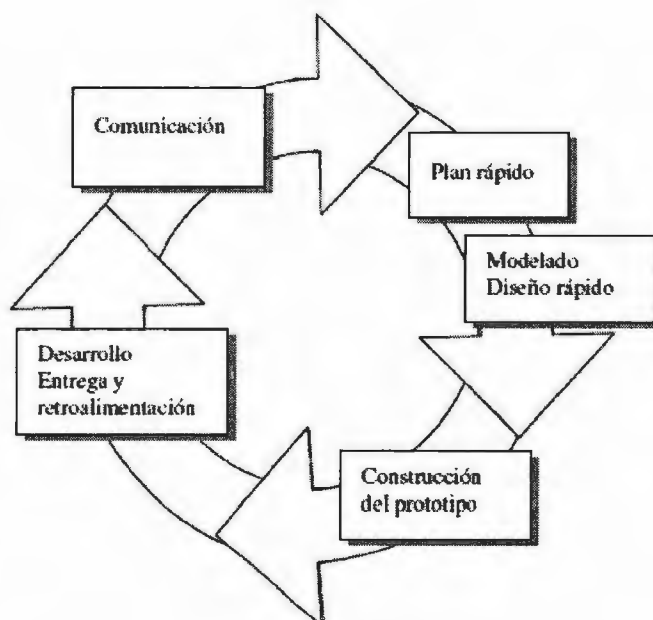 Comunicación
Plan rápido
Modelado
Diseño rápido
Construcción
del prototipo
Desarrollo
Entrega y
retroalimentación